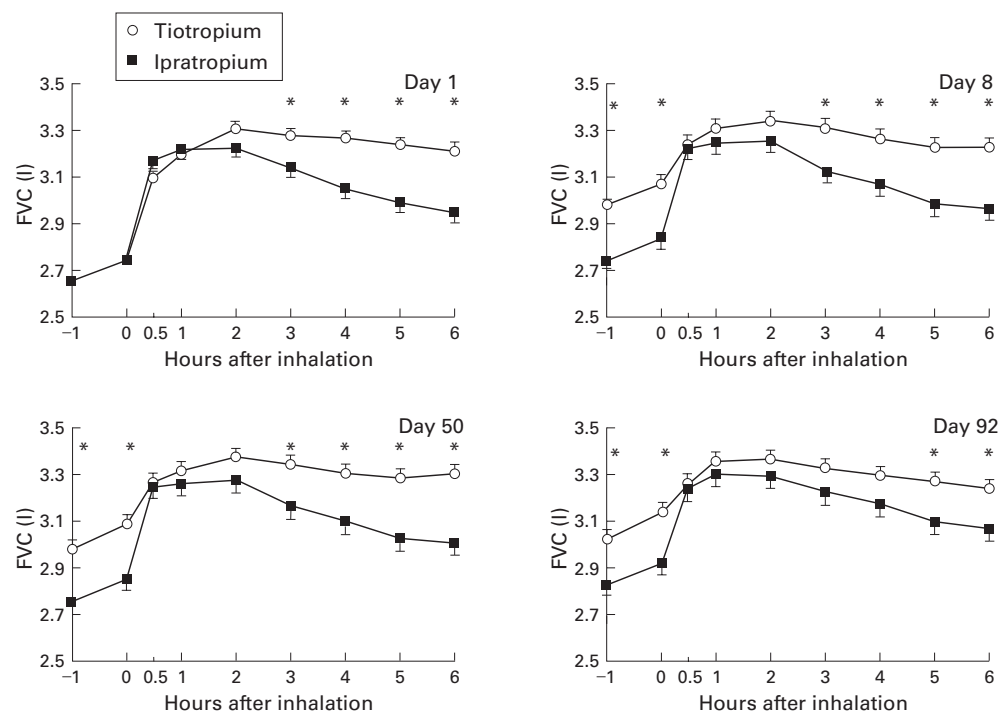 Tiotropium
Ipratropium
Day 1
3.5
3.3
3.1
2.9
2.7
2.5
FVC (l)
* * * *
−1 0 0.5 1 2 3 4 5 6
Hours after inhalation
Day 8
3.5
3.3
3.1
2.9
2.7
2.5
FVC (l)
* * * * * *
−1 0 0.5 1 2 3 4 5 6
Hours after inhalation
Day 50
3.5
3.3
3.1
2.9
2.7
2.5
FVC (l)
* * * * * *
−1 0 0.5 1 2 3 4 5 6
Hours after inhalation
Day 92
3.5
3.3
3.1
2.9
2.7
2.5
FVC (l)
* * * *
−1 0 0.5 1 2 3 4 5 6
Hours after inhalation